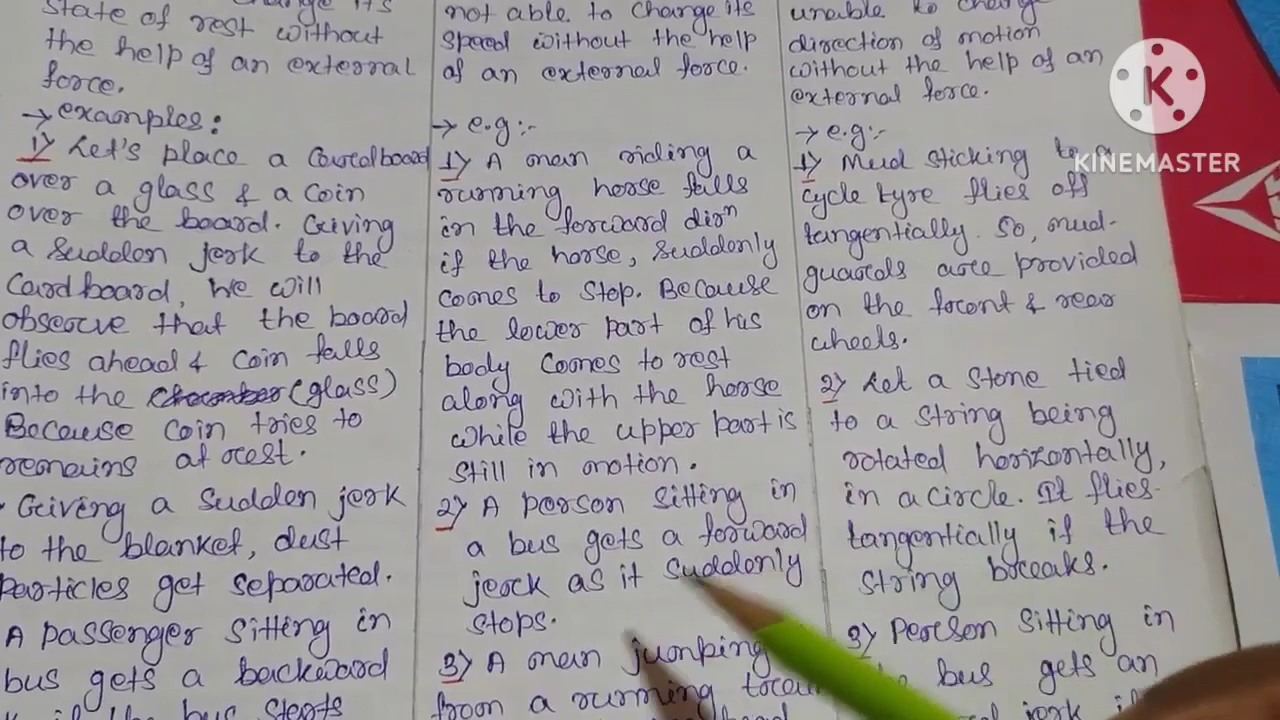 state of rest without
the help of an external
force.
→ examples:
1) Let's place a Cardboard
over a glass & a coin
over the board. Giving
a sudden jerk to the
Cardboard, we will
observe that the board
flies ahead & coin falls
into the (glass)
Because coin tries to
remains at rest.
Giving a sudden jerk
to the blanket, dust
particles get separated.
A passenger sitting in
bus gets a backward
if the bus starts
not able to change its
speed without the help
of an external force.
→ e.g:-
1) A man riding a
running horse falls
in the forward dirn
if the horse, suddenly
comes to stop. Because
the lower part of his
body comes to rest
along with the horse
while the upper part is
still in motion.
2) A person sitting in
a bus gets a forward
jerk as it suddenly
stops.
3) A man jumping
from a running
unable to change
direction of motion
without the help of an
external force.
→ e.g:-
1) Mud sticking to a
cycle tyre flies off
tangentially. So, mud-
guards are provided
on the front & rear
wheels.
2) Let a stone tied
to a string being
rotated horizontally,
in a circle. It flies
tangentially if the
string breaks.
3) Person sitting in
bus gets an
jerk if
K
KINEMASTER